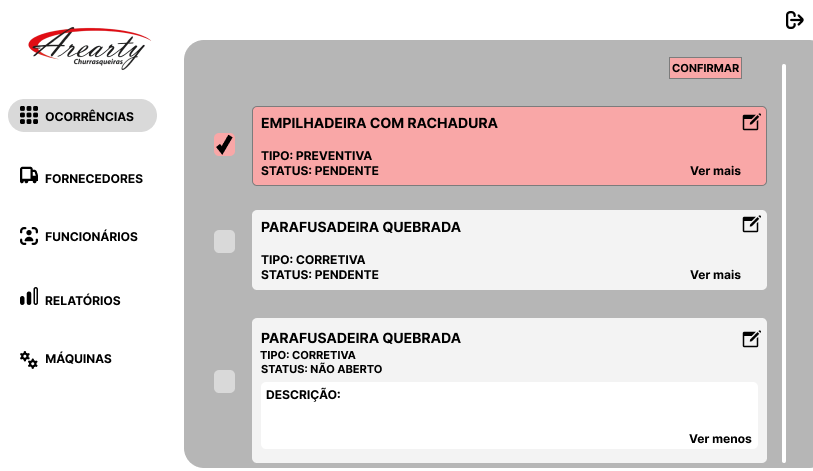 Arearty
Churrasqueiras
OCORRÊNCIAS
FORNECEDORES
FUNCIONÁRIOS
RELATÓRIOS
MÁQUINAS
CONFIRMAR
EMPILHADEIRA COM RACHADURA
TIPO: PREVENTIVA
STATUS: PENDENTE
Ver mais
PARAFUSADEIRA QUEBRADA
TIPO: CORRETIVA
STATUS: PENDENTE
Ver mais
PARAFUSADEIRA QUEBRADA
TIPO: CORRETIVA
STATUS: NÃO ABERTO
DESCRIÇÃO:
Ver menos